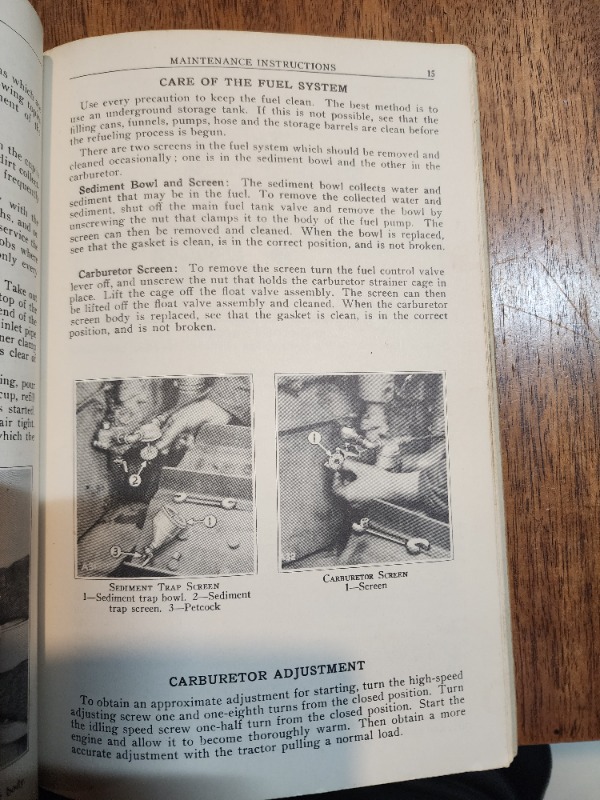 MAINTENANCE INSTRUCTIONS 15
CARE OF THE FUEL SYSTEM
Use every precaution to keep the fuel clean. The best method is to
use an underground storage tank. If this is not possible, see that the
filling cans, funnels, pumps, hose and the storage barrels are clean before
the refueling process is begun.
There are two screens in the fuel system which should be removed and
cleaned occasionally; one is in the sediment bowl and the other in the
carburetor.
Sediment Bowl and Screen: The sediment bowl collects water and
sediment that may be in the fuel. To remove the collected water and
sediment, shut off the main fuel tank valve and remove the bowl by
unscrewing the nut that clamps it to the body of the fuel pump. The
screen can then be removed and cleaned. When the bowl is replaced,
see that the gasket is clean, is in the correct position, and is not broken.
Carburetor Screen: To remove the screen turn the fuel control valve
lever off, and unscrew the nut that holds the carburetor strainer cage in
place. Lift the cage off the float valve assembly. The screen can then
be lifted off the float valve assembly and cleaned. When the carburetor
screen body is replaced, see that the gasket is clean, is in the correct
position, and is not broken.
1
2
1
3
1
SEDIMENT TRAP SCREEN
1—Sediment trap bowl. 2—Sediment
trap screen. 3—Petcock
CARBURETOR SCREEN
1—Screen
CARBURETOR ADJUSTMENT
To obtain an approximate adjustment for starting, turn the high-speed
adjusting screw one and one-eighth turns from the closed position. Turn
the idling speed screw one-half turn from the closed position. Start the
engine and allow it to become thoroughly warm. Then obtain a more
accurate adjustment with the tractor pulling a normal load.